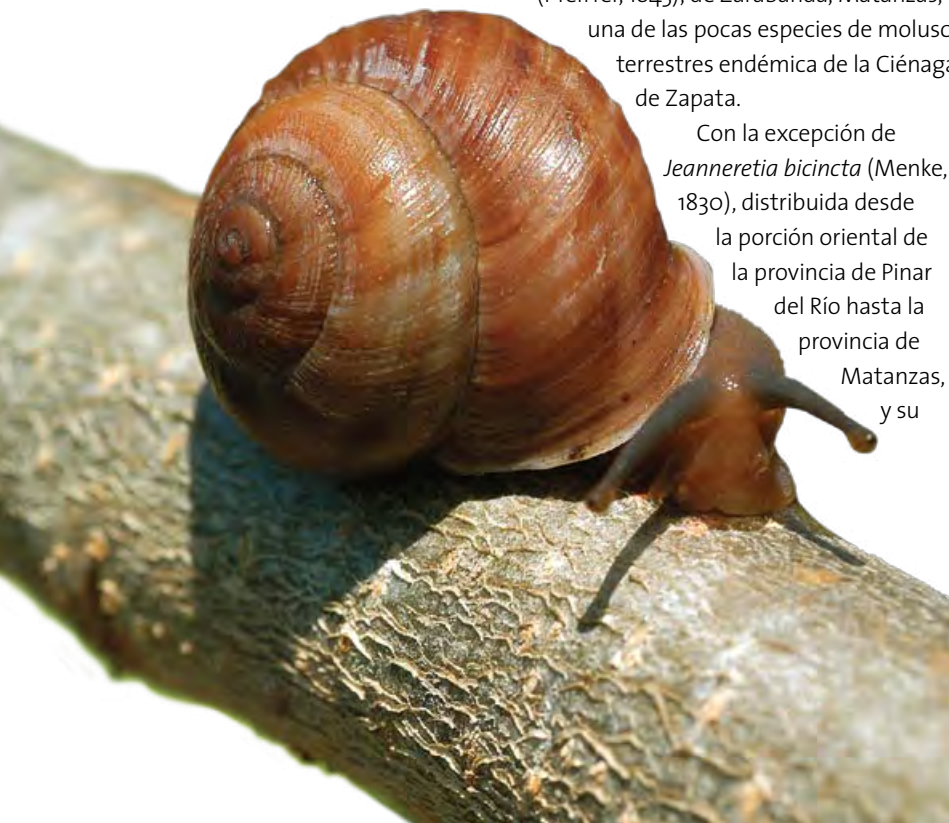 una de las pocas especies de molusc
terrestres endémica de la Ciénaga
de Zapata.
Con la excepción de
Jeanneretia bicincta (Menke,
1830), distribuida desde
la porción oriental de
la provincia de Pinar
del Río hasta la
provincia de
Matanzas,
y su